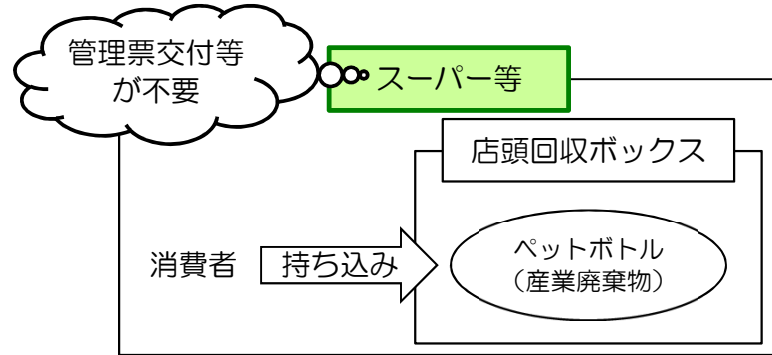 管理票交付等
が不要
スーパー等
店頭回収ボックス
消費者
持ち込み
ペットボトル
（産業廃棄物）